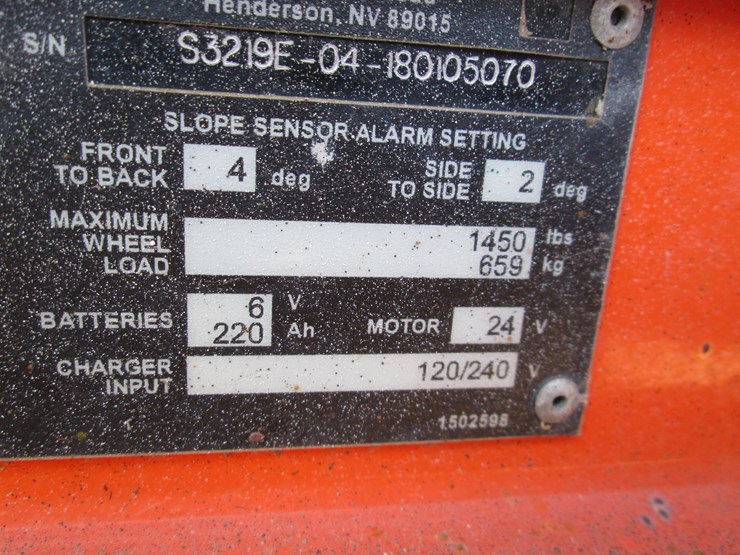 Henderson, NV 89015
S/N S3219E-04-180105070
SLOPE SENSOR ALARM SETTING
FRONT TO BACK 4 deg SIDE TO SIDE 2 deg
MAXIMUM WHEEL LOAD 1450 lbs 659 kg
BATTERIES 6 V 220 Ah MOTOR 24 V
CHARGER INPUT 120/240 V
1502598